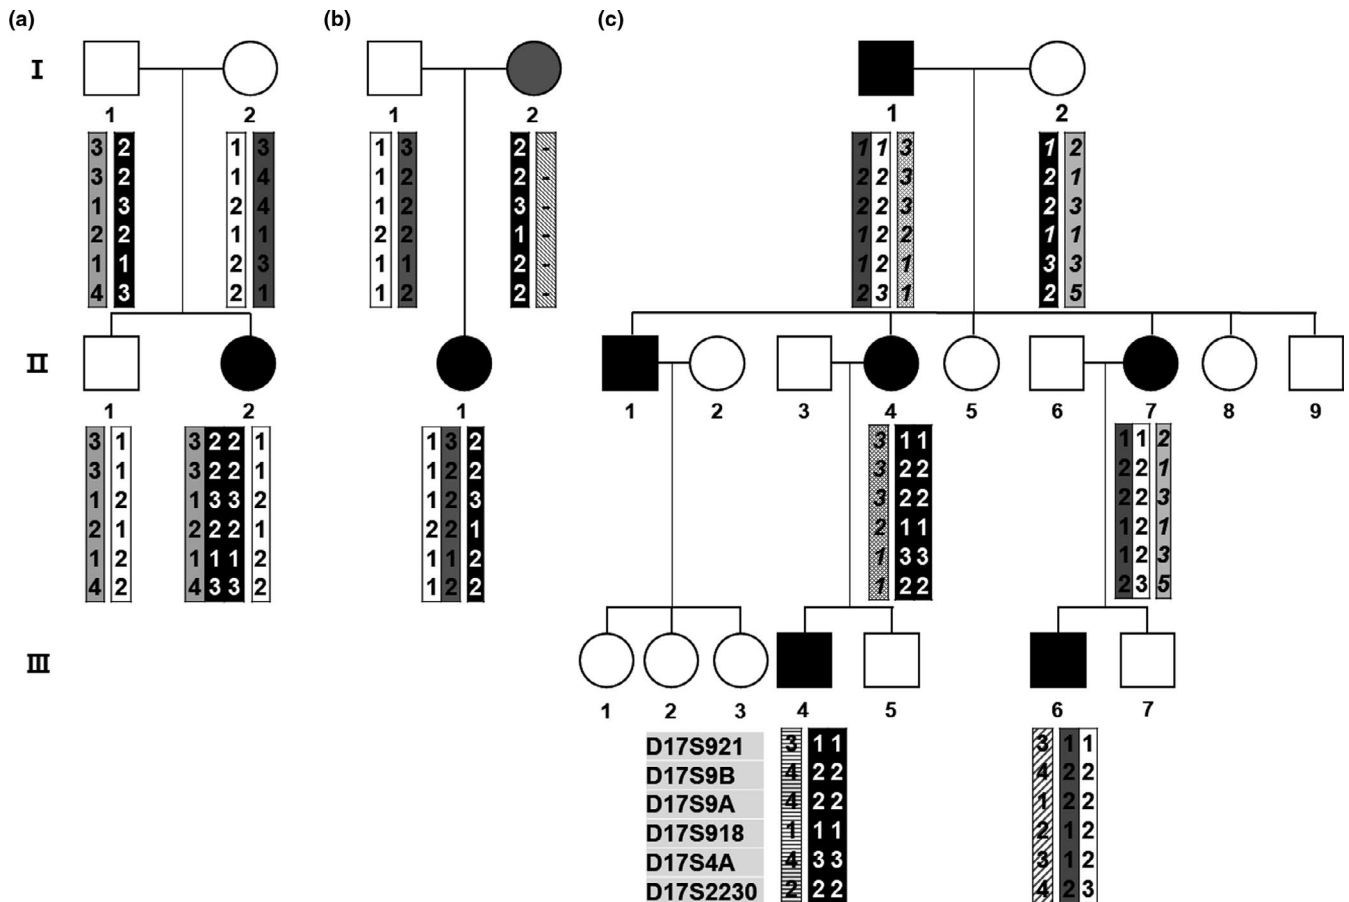 (a) (b) (c)
I
1 2 1 2 1 2
3 2 1 3 1 3 2 - 1 1 3 1 2
3 2 1 4 1 2 2 - 2 2 3 2 1
1 3 2 4 1 2 3 - 2 2 3 2 3
2 2 1 1 2 2 1 - 1 2 2 1 1
1 1 2 3 1 1 2 - 1 2 1 3 3
4 3 2 1 1 2 2 - 2 3 1 2 5
II
1 2 1 1 2 3 4 5 6 7 8 9
3 1 3 2 2 1 1 3 2 3 1 1 1 1 2
3 1 3 2 2 1 1 2 2 3 2 2 2 2 1
1 2 1 3 3 2 1 2 3 3 2 2 2 2 3
2 1 2 2 2 1 2 2 1 2 1 1 1 2 1
1 2 1 1 1 2 1 1 2 1 3 3 1 2 3
4 2 4 3 3 2 1 2 2 1 2 2 2 3 5
III
1 2 3 4 5 6 7
D17S921 3 1 1 3 1 1
D17S9B 4 2 2 4 2 2
D17S9A 4 2 2 1 2 2
D17S918 1 1 1 2 1 2
D17S4A 4 3 3 3 1 2
D17S2230 2 2 2 4 2 3